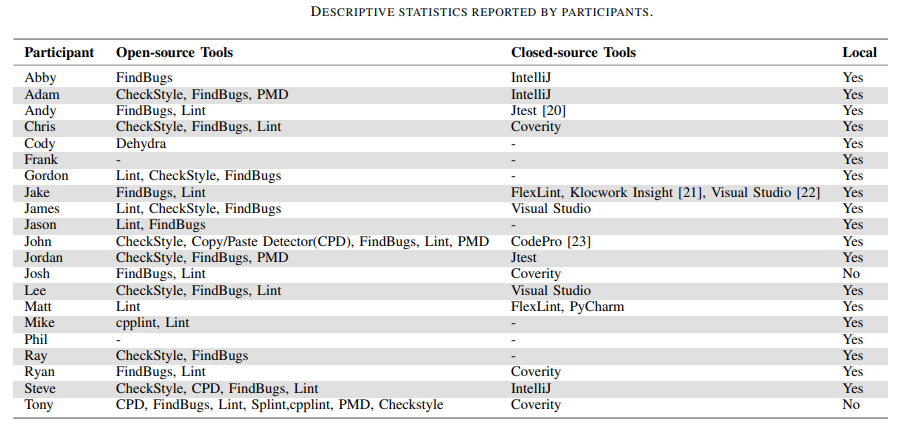 DESCRIPTIVE STATISTICS REPORTED BY PARTICIPANTS.
Participant Open-source Tools Closed-source Tools Local
Abby FindBugs IntelliJ Yes
Adam CheckStyle, FindBugs, PMD IntelliJ Yes
Andy FindBugs, Lint Jtest [20] Yes
Chris CheckStyle, FindBugs, Lint Coverity Yes
Cody Dehydra - Yes
Frank - - Yes
Gordon Lint, CheckStyle, FindBugs - Yes
Jake FindBugs, Lint FlexLint, Klocwork Insight [21], Visual Studio [22] Yes
James Lint, CheckStyle, FindBugs Visual Studio Yes
Jason Lint, FindBugs - Yes
John CheckStyle, Copy/Paste Detector(CPD), FindBugs, Lint, PMD CodePro [23] Yes
Jordan CheckStyle, FindBugs, PMD Jtest Yes
Josh FindBugs, Lint Coverity No
Lee CheckStyle, FindBugs, Lint Visual Studio Yes
Matt Lint FlexLint, PyCharm Yes
Mike cpplint, Lint - Yes
Phil - - Yes
Ray CheckStyle, FindBugs - Yes
Ryan FindBugs, Lint Coverity Yes
Steve CheckStyle, CPD, FindBugs, Lint IntelliJ Yes
Tony CPD, FindBugs, Lint, Splint,cpplint, PMD, Checkstyle Coverity No